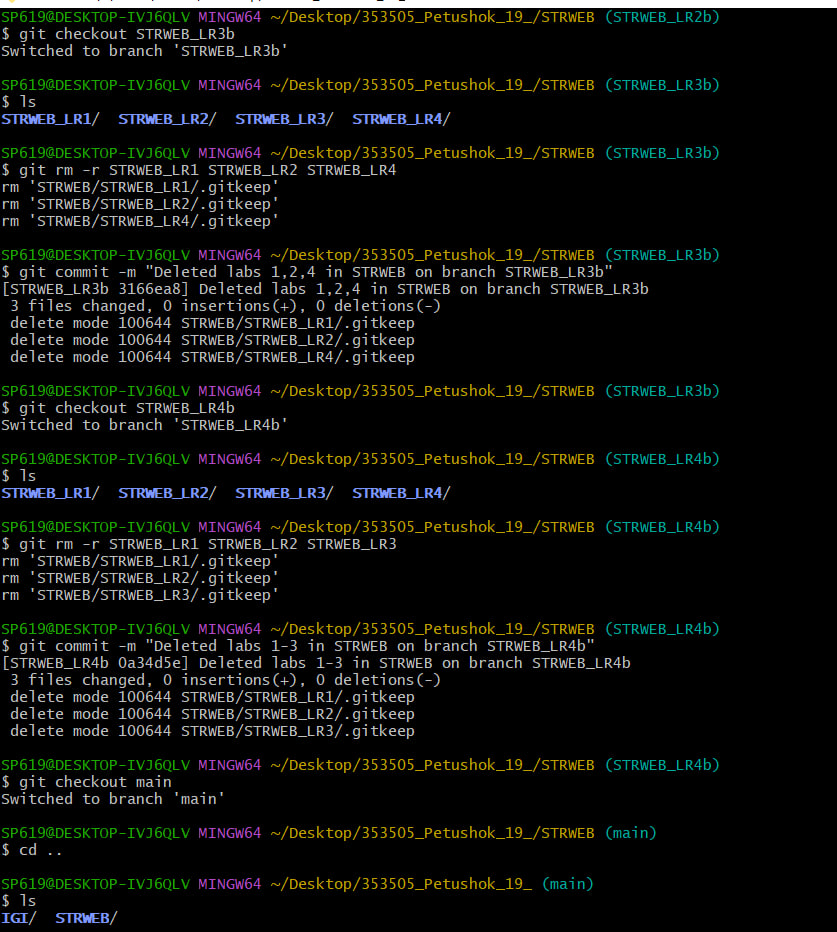 SP619@DESKTOP-IVJ6QLV MINGW64 ~/Desktop/353505_Petushok_19_/STRWEB (STRWEB_LR2b)
$ git checkout STRWEB_LR3b
Switched to branch 'STRWEB_LR3b'
SP619@DESKTOP-IVJ6QLV MINGW64 ~/Desktop/353505_Petushok_19_/STRWEB (STRWEB_LR3b)
$ ls
STRWEB_LR1/  STRWEB_LR2/  STRWEB_LR3/  STRWEB_LR4/
SP619@DESKTOP-IVJ6QLV MINGW64 ~/Desktop/353505_Petushok_19_/STRWEB (STRWEB_LR3b)
$ git rm -r STRWEB_LR1 STRWEB_LR2 STRWEB_LR4
rm 'STRWEB/STRWEB_LR1/.gitkeep'
rm 'STRWEB/STRWEB_LR2/.gitkeep'
rm 'STRWEB/STRWEB_LR4/.gitkeep'
SP619@DESKTOP-IVJ6QLV MINGW64 ~/Desktop/353505_Petushok_19_/STRWEB (STRWEB_LR3b)
$ git commit -m "Deleted labs 1,2,4 in STRWEB on branch STRWEB_LR3b"
[STRWEB_LR3b 3166ea8] Deleted labs 1,2,4 in STRWEB on branch STRWEB_LR3b
 3 files changed, 0 insertions(+), 0 deletions(-)
 delete mode 100644 STRWEB/STRWEB_LR1/.gitkeep
 delete mode 100644 STRWEB/STRWEB_LR2/.gitkeep
 delete mode 100644 STRWEB/STRWEB_LR4/.gitkeep
SP619@DESKTOP-IVJ6QLV MINGW64 ~/Desktop/353505_Petushok_19_/STRWEB (STRWEB_LR3b)
$ git checkout STRWEB_LR4b
Switched to branch 'STRWEB_LR4b'
SP619@DESKTOP-IVJ6QLV MINGW64 ~/Desktop/353505_Petushok_19_/STRWEB (STRWEB_LR4b)
$ ls
STRWEB_LR1/  STRWEB_LR2/  STRWEB_LR3/  STRWEB_LR4/
SP619@DESKTOP-IVJ6QLV MINGW64 ~/Desktop/353505_Petushok_19_/STRWEB (STRWEB_LR4b)
$ git rm -r STRWEB_LR1 STRWEB_LR2 STRWEB_LR3
rm 'STRWEB/STRWEB_LR1/.gitkeep'
rm 'STRWEB/STRWEB_LR2/.gitkeep'
rm 'STRWEB/STRWEB_LR3/.gitkeep'
SP619@DESKTOP-IVJ6QLV MINGW64 ~/Desktop/353505_Petushok_19_/STRWEB (STRWEB_LR4b)
$ git commit -m "Deleted labs 1-3 in STRWEB on branch STRWEB_LR4b"
[STRWEB_LR4b 0a34d5e] Deleted labs 1-3 in STRWEB on branch STRWEB_LR4b
 3 files changed, 0 insertions(+), 0 deletions(-)
 delete mode 100644 STRWEB/STRWEB_LR1/.gitkeep
 delete mode 100644 STRWEB/STRWEB_LR2/.gitkeep
 delete mode 100644 STRWEB/STRWEB_LR3/.gitkeep
SP619@DESKTOP-IVJ6QLV MINGW64 ~/Desktop/353505_Petushok_19_/STRWEB (STRWEB_LR4b)
$ git checkout main
Switched to branch 'main'
SP619@DESKTOP-IVJ6QLV MINGW64 ~/Desktop/353505_Petushok_19_/STRWEB (main)
$ cd ..
SP619@DESKTOP-IVJ6QLV MINGW64 ~/Desktop/353505_Petushok_19_ (main)
$ ls
IGI/  STRWEB/